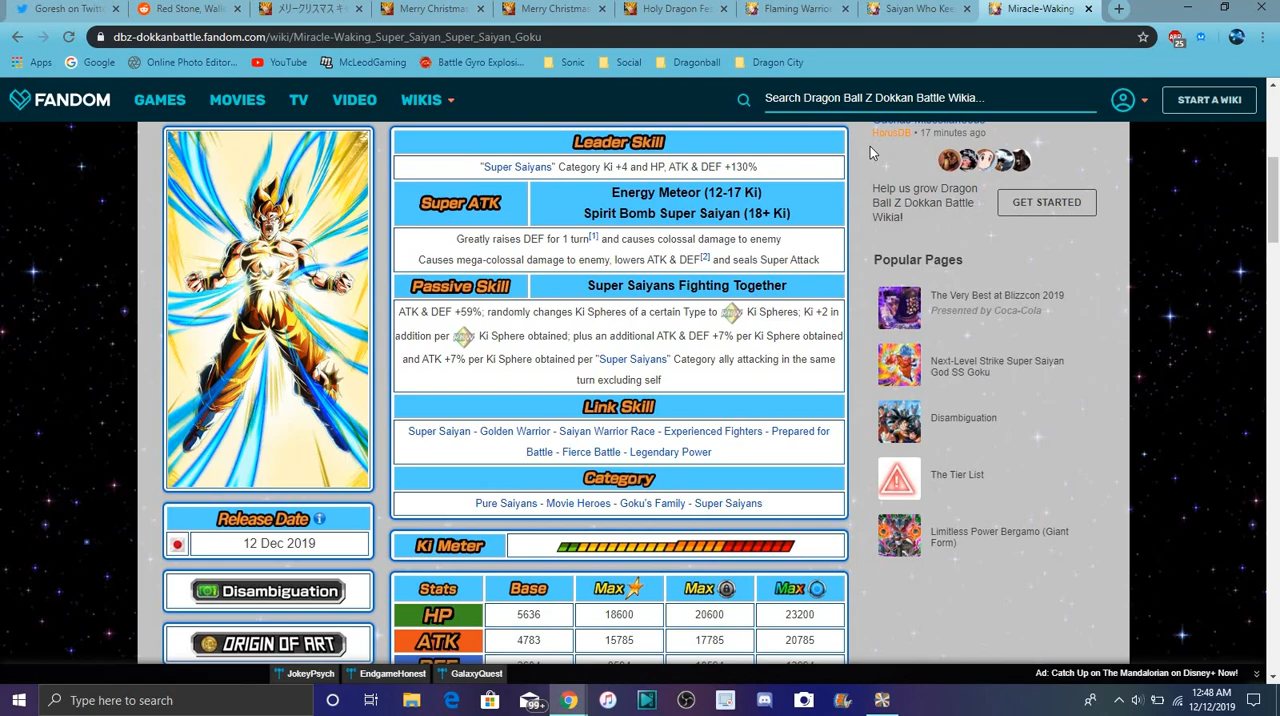 Goresh on Twitt
Red Stone, Walle
メリークリスマス キャ
Merry Christmas
Merry Christmas
Holy Dragon Fes
Flaming Warrior
Saiyan Who Kee
Miracle-Waking
dbz-dokkanbattle.fandom.com/wiki/Miracle-Waking_Super_Saiyan_Super_Saiyan_Goku
25
Apps
Google
Online Photo Editor...
YouTube
McLeodGaming
Battle Gyro Explosi...
Sonic
Social
Dragonball
Dragon City
FANDOM
GAMES
MOVIES
TV
VIDEO
WIKIS
Search Dragon Ball Z Dokkan Battle Wikia...
START A WIKI
Leader Skill
"Super Saiyans" Category Ki +4 and HP, ATK & DEF +130%
Super ATK
Energy Meteor (12-17 Ki)
Spirit Bomb Super Saiyan (18+ Ki)
Greatly raises DEF for 1 turn[1] and causes colossal damage to enemy
Causes mega-colossal damage to enemy, lowers ATK & DEF[2] and seals Super Attack
Passive Skill
Super Saiyans Fighting Together
ATK & DEF +59%; randomly changes Ki Spheres of a certain Type to Ki Spheres; Ki +2 in
addition per Ki Sphere obtained; plus an additional ATK & DEF +7% per Ki Sphere obtained
and ATK +7% per Ki Sphere obtained per "Super Saiyans" Category ally attacking in the same
turn excluding self
Link Skill
Super Saiyan - Golden Warrior - Saiyan Warrior Race - Experienced Fighters - Prepared for
Battle - Fierce Battle - Legendary Power
Category
Pure Saiyans - Movie Heroes - Goku's Family - Super Saiyans
Ki Meter
Stats
Base
Max
Max
Max
HP
5636
18600
20600
23200
ATK
4783
15785
17785
20785
Release Date
12 Dec 2019
Disambiguation
ORIGIN OF ART
HorusDB • 17 minutes ago
Help us grow Dragon
Ball Z Dokkan Battle
Wikia!
GET STARTED
Popular Pages
The Very Best at Blizzcon 2019
Presented by Coca-Cola
Next-Level Strike Super Saiyan
God SS Goku
Disambiguation
The Tier List
Limitless Power Bergamo (Giant
Form)
JokeyPsych
EndgameHonest
GalaxyQuest
Ad: Catch Up on The Mandalorian on Disney+ Now!
Type here to search
99+
12:48 AM
12/12/2019